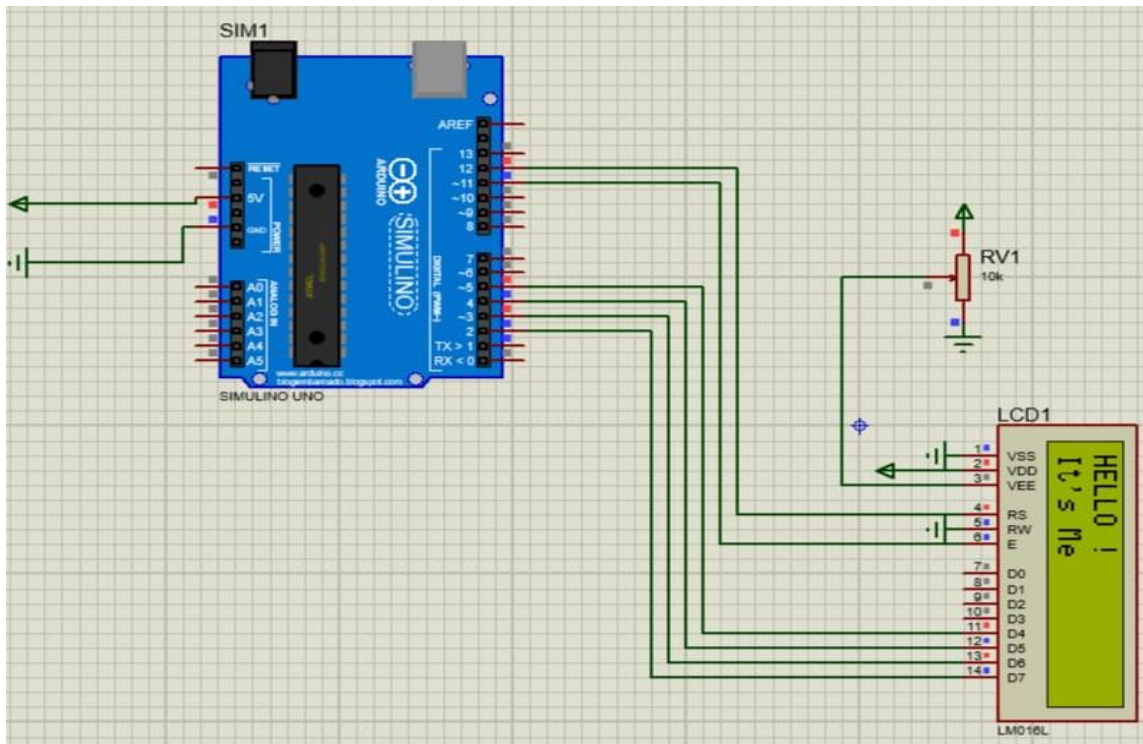 SIM1
AREF
13
12
~11
~10
~9
8
7
~6
~5
4
~3
2
TX > 1
RX < 0
DIGITAL (PWM~)
ARDUINO
SIMULINO
RESET
5V
GND
POWER
A0
A1
A2
A3
A4
A5
ANALOG IN
www.arduino.cc
blogembarcado.blogspot.com
SIMULINO UNO
RV1
10k
LCD1
1 VSS
2 VDD
3 VEE
4 RS
5 RW
6 E
7 D0
8 D1
9 D2
10 D3
11 D4
12 D5
13 D6
14 D7
HELLO !
It's Me
LM016L